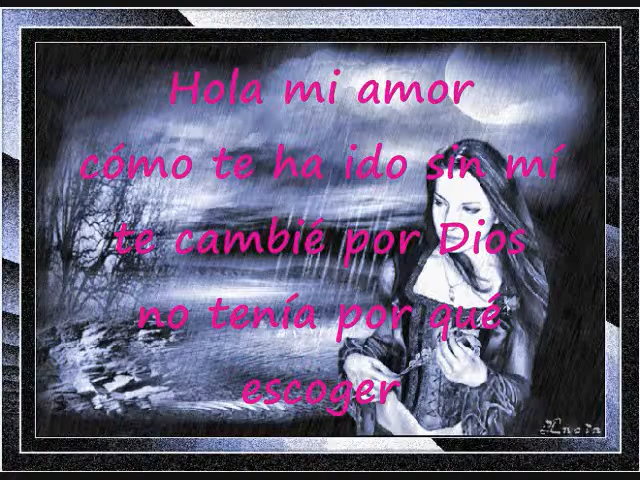 Hola mi amor
cómo te ha ido sin mí
te cambié por Dios
no tenía por qué
escoger